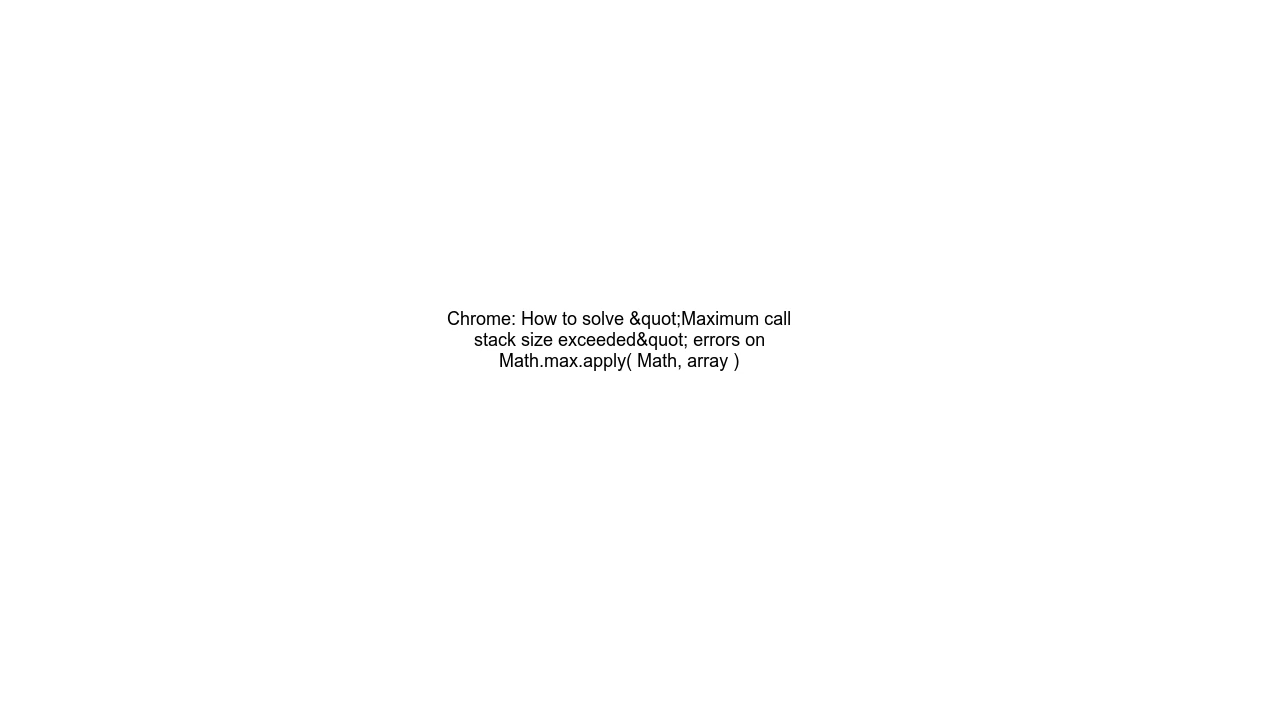 Chrome: How to solve &quot;Maximum call
stack size exceeded&quot; errors on
Math.max.apply( Math, array )